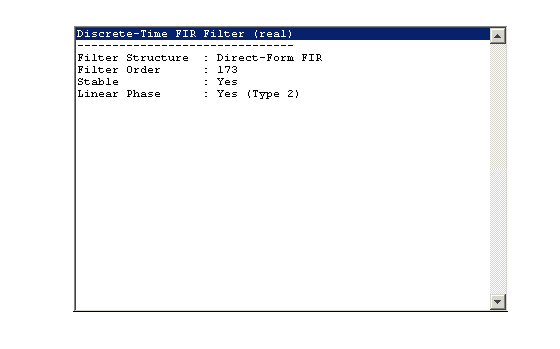 Discrete-Time FIR Filter (real)
-------------------------------
Filter Structure  : Direct-Form FIR
Filter Order      : 173
Stable            : Yes
Linear Phase      : Yes (Type 2)